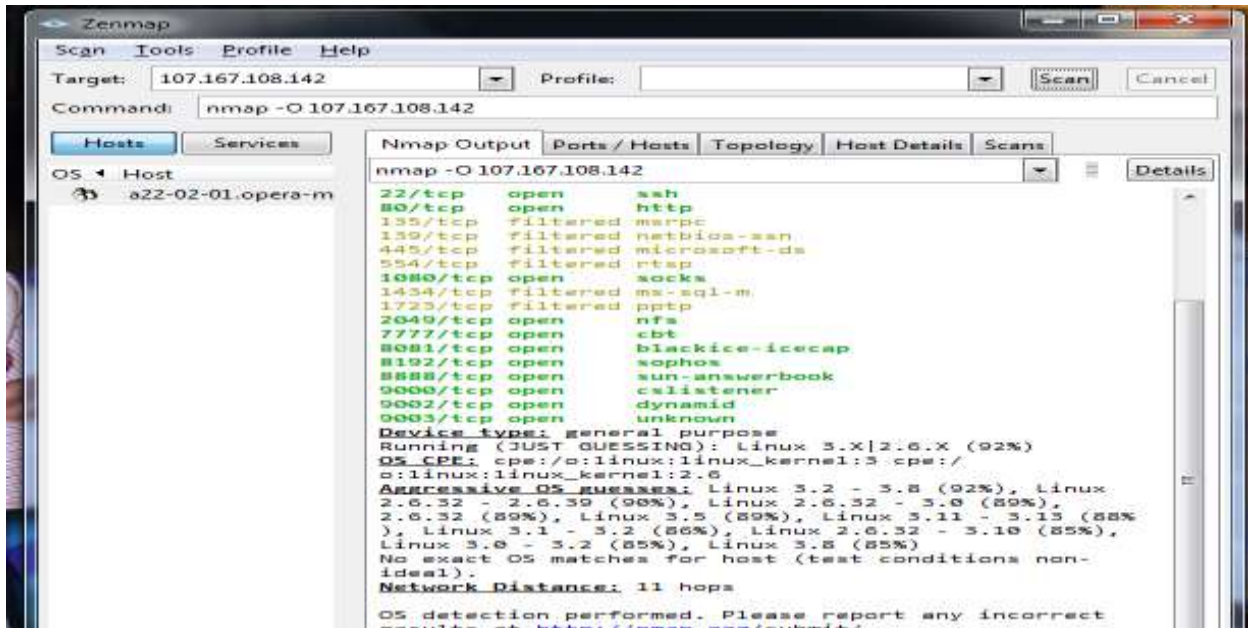 Zenmap
Scan Tools Profile Help
Target: 107.167.108.142 Profile: Scan Cancel
Command: nmap -O 107.167.108.142
Hosts Services Nmap Output Ports / Hosts Topology Host Details Scans
OS Host nmap -O 107.167.108.142 Details
a22-02-01.opera-m
22/tcp open ssh
80/tcp open http
135/tcp filtered msrpc
139/tcp filtered netbios-ssn
445/tcp filtered microsoft-ds
554/tcp filtered rtsp
1080/tcp open socks
1434/tcp filtered ms-sql-m
1723/tcp filtered pptp
2049/tcp open nfs
7777/tcp open cbt
8081/tcp open blackice-icecap
8192/tcp open sophos
8888/tcp open sun-answerbook
9000/tcp open cslistener
9002/tcp open dynamid
9003/tcp open unknown
Device type: general purpose
Running (JUST GUESSING): Linux 3.X|2.6.X (92%)
OS CPE: cpe:/o:linux:linux_kernel:3 cpe:/
o:linux:linux_kernel:2.6
Aggressive OS guesses: Linux 3.2 - 3.8 (92%), Linux
2.6.32 - 2.6.39 (90%), Linux 2.6.32 - 3.0 (89%),
2.6.32 (89%), Linux 3.5 (89%), Linux 3.11 - 3.13 (88%
), Linux 3.1 - 3.2 (86%), Linux 2.6.32 - 3.10 (85%),
Linux 3.0 - 3.2 (85%), Linux 3.8 (85%)
No exact OS matches for host (test conditions non-
ideal).
Network Distance: 11 hops
OS detection performed. Please report any incorrect
results at http://nmap.org/submit/